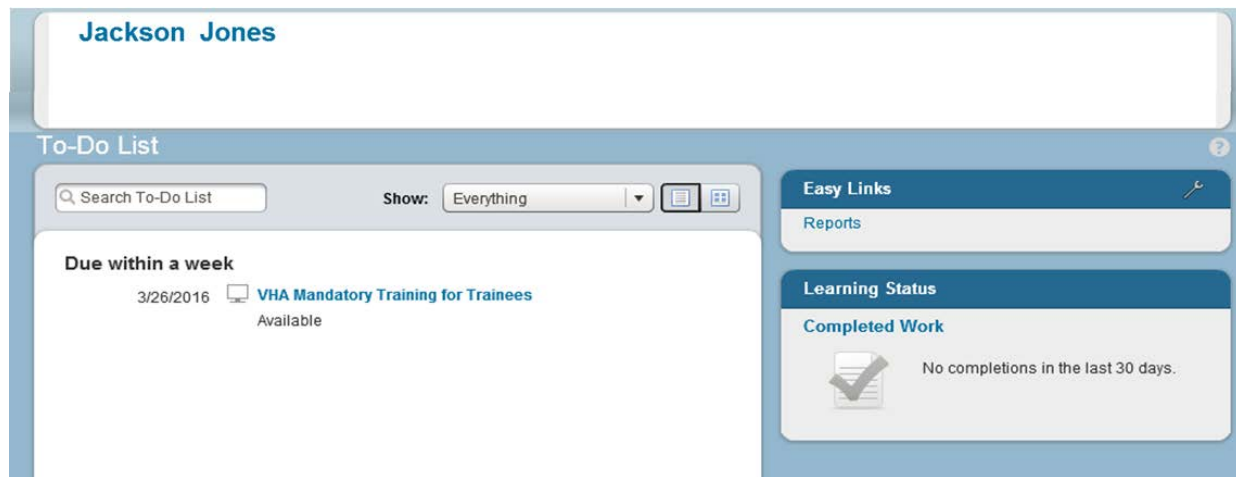 Jackson Jones
To-Do List
?
Search To-Do List
Show: Everything
Due within a week
3/26/2016 VHA Mandatory Training for Trainees
Available
Easy Links
Reports
Learning Status
Completed Work
No completions in the last 30 days.